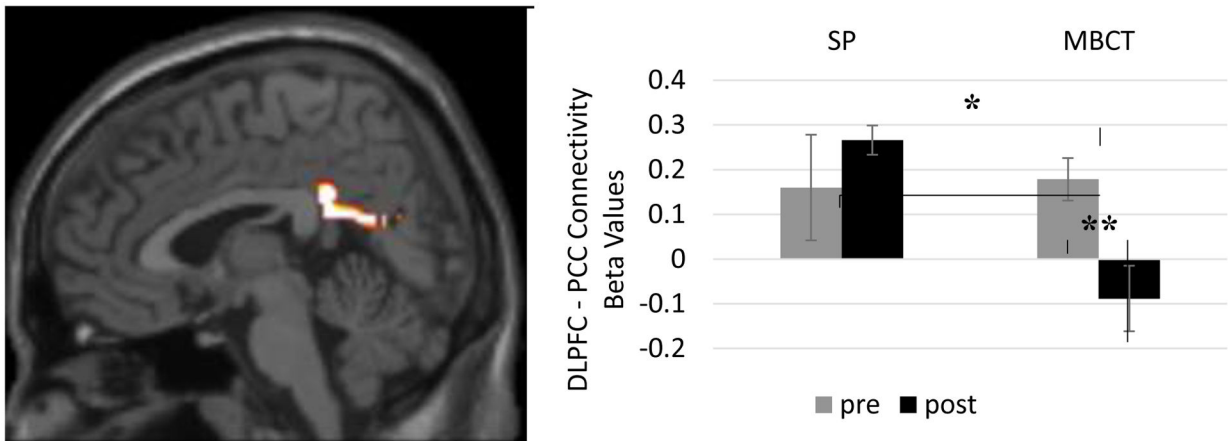 SP MBCT
DLPFC - PCC Connectivity
Beta Values
0.4
0.3
0.2
0.1
0
-0.1
-0.2
*
**
pre post